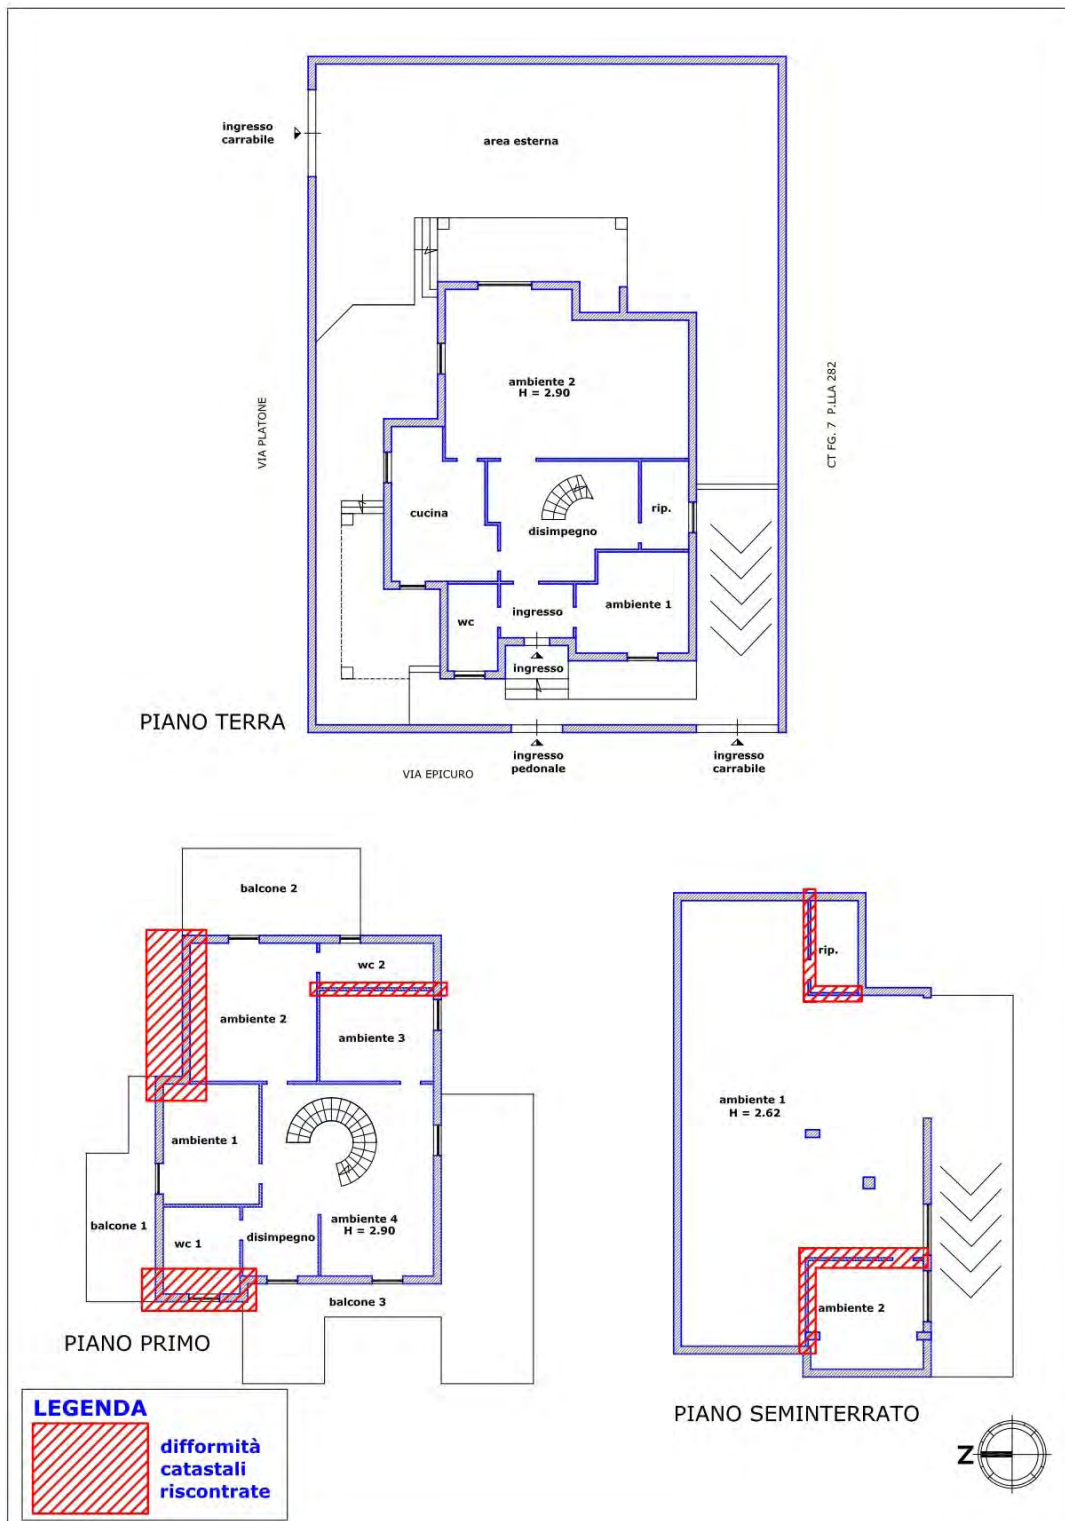 ingresso
carrabile
area esterna
VIA PLATONE
CT FG. 7 P.LLA 282
ambiente 2
H = 2.90
cucina
disimpegno
rip.
wc
ingresso
ambiente 1
ingresso
PIANO TERRA
ingresso
pedonale
ingresso
carrabile
VIA EPICURO
balcone 2
wc 2
ambiente 2
ambiente 3
ambiente 1
balcone 1
wc 1
disimpegno
ambiente 4
H = 2.90
balcone 3
PIANO PRIMO
rip.
ambiente 1
H = 2.62
ambiente 2
PIANO SEMINTERRATO
LEGENDA
difformità
catastali
riscontrate
N